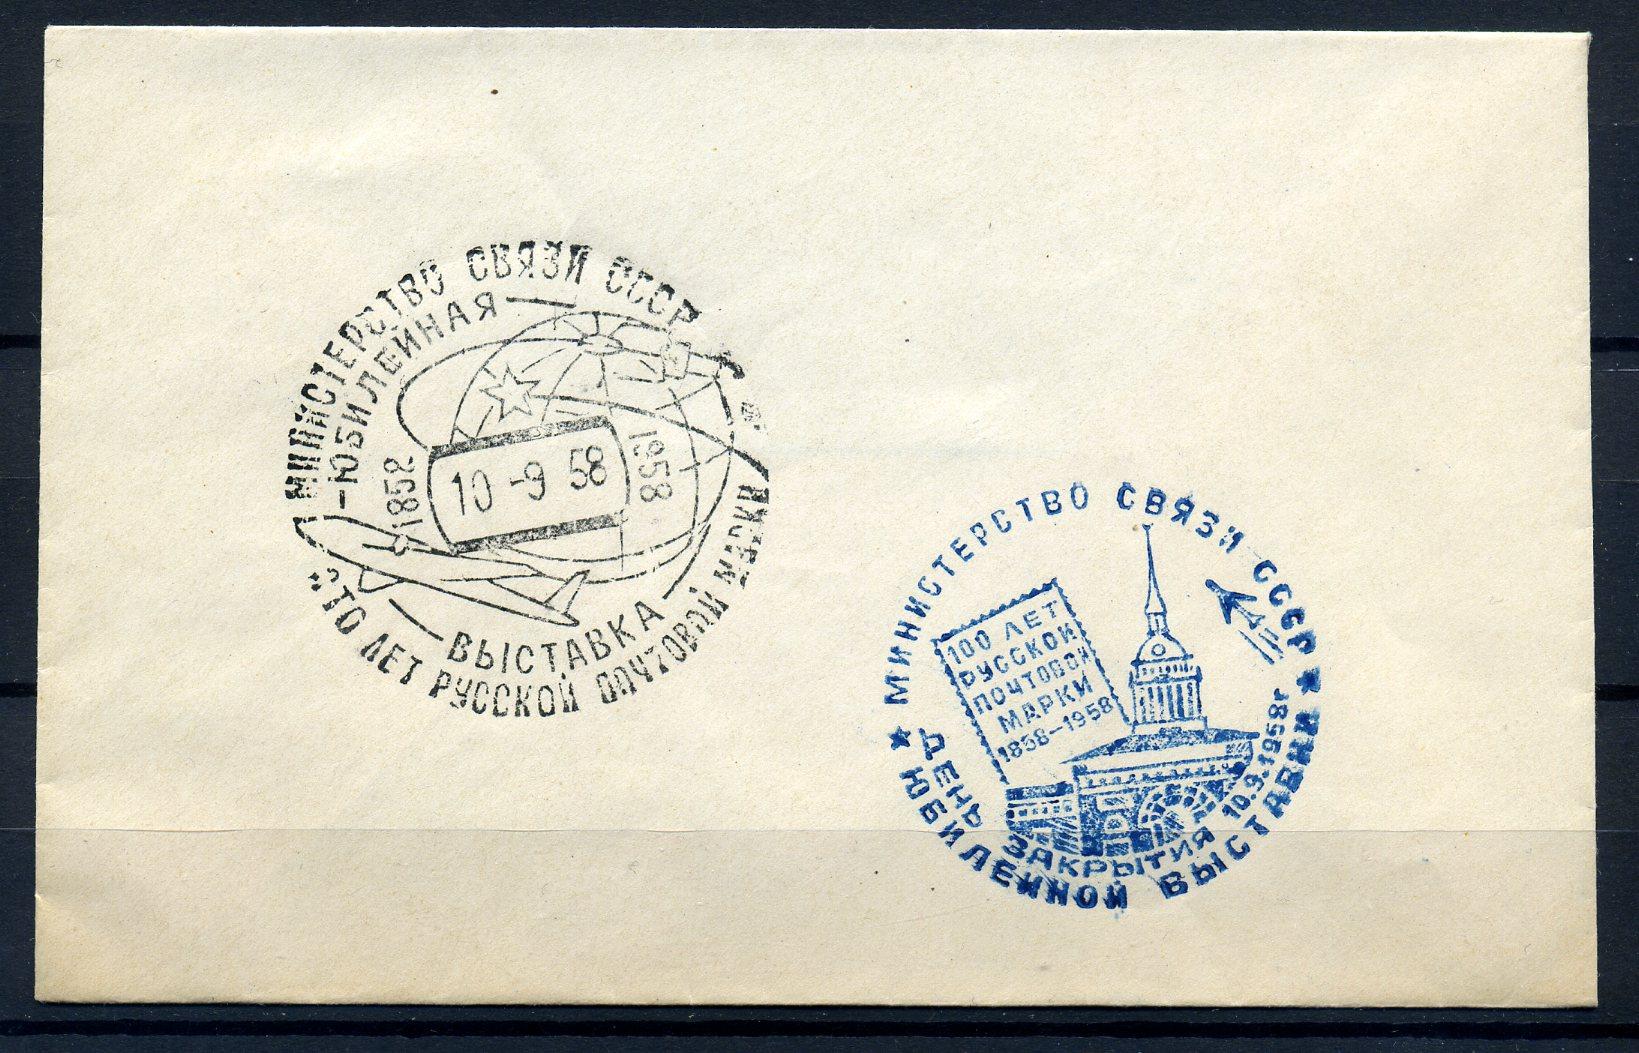 МИНИСТЕРСТВО СВЯЗИ СССР
ЮБИЛЕЙНАЯ
1858
10 -9 58
1958
ВЫСТАВКА
СТО ЛЕТ РУССКОЙ ПОЧТОВОЙ МАРКИ
МИНИСТЕРСТВО СВЯЗИ СССР
100 ЛЕТ
РУССКОЙ
ПОЧТОВОЙ
МАРКИ
1858-1958
ДЕНЬ ЗАКРЫТИЯ 10.9.1958г
ЮБИЛЕЙНОЙ ВЫСТАВКИ